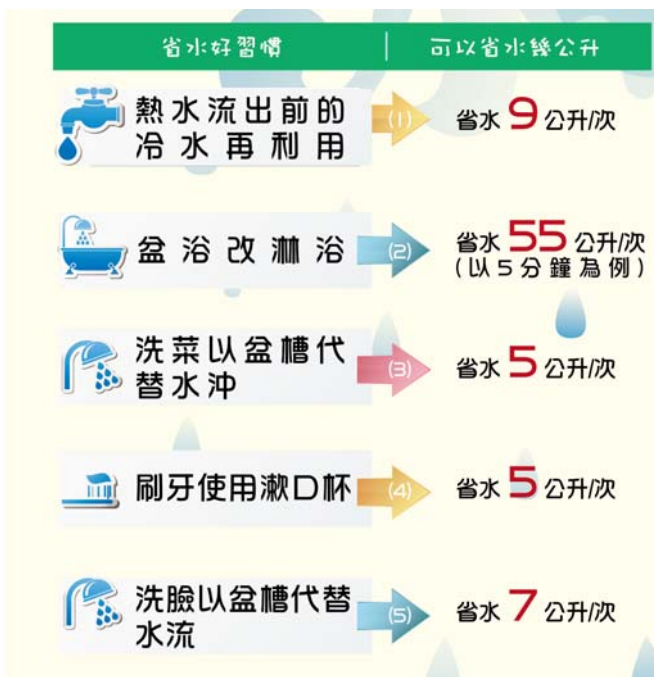 省水好習慣 | 可以省水幾公升
熱水流出前的
冷水再利用
(1)
省水 9 公升/次
盆浴改淋浴
(2)
省水 55 公升/次
(以5分鐘為例)
洗菜以盆槽代
替水沖
(3)
省水 5 公升/次
刷牙使用漱口杯
(4)
省水 5 公升/次
洗臉以盆槽代替
水流
(5)
省水 7 公升/次